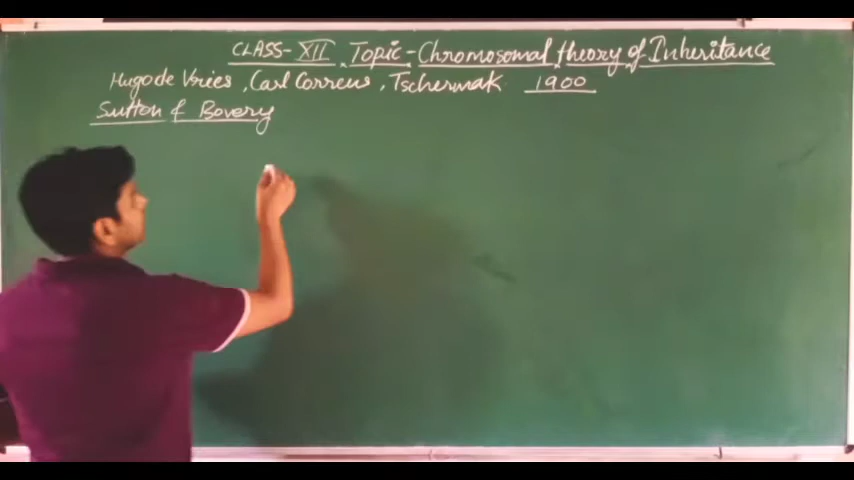 CLASS-XII Topic-Chromosomal theory of Inheritance
Hugo de Vries, Carl Correns, Tschermak 1900
Sutton & Bovery